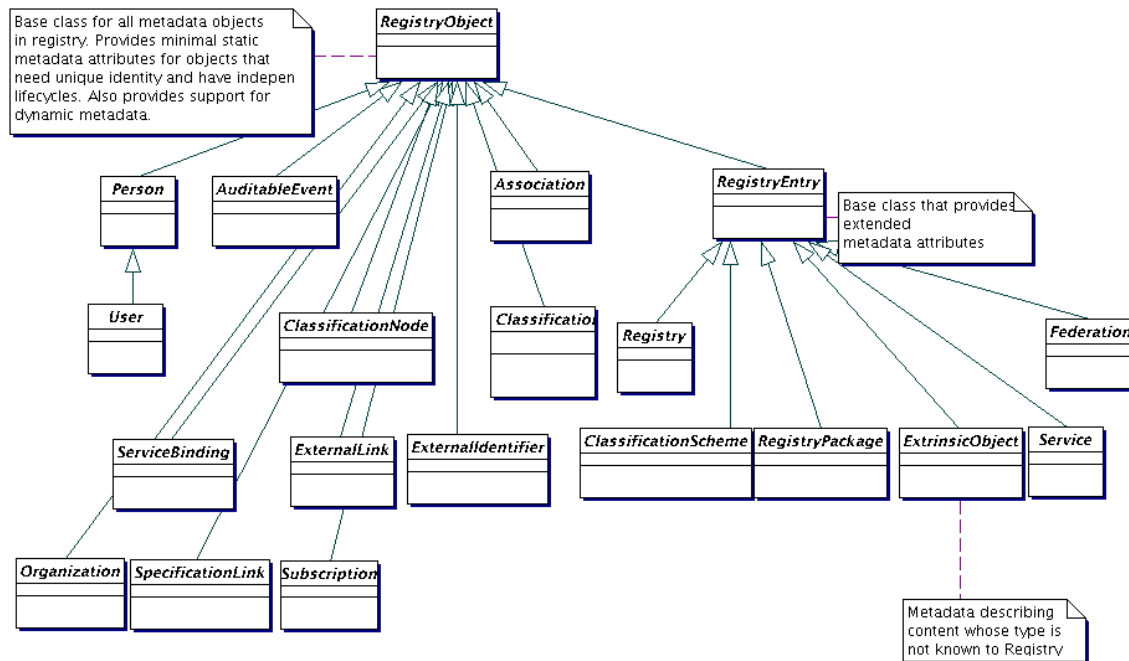 Base class for all metadata objects
in registry. Provides minimal static
metadata attributes for objects that
need unique identity and have indepen
lifecycles. Also provides support for
dynamic metadata.
RegistryObject
Person
AuditableEvent
Association
RegistryEntry
Base class that provides
extended
metadata attributes
User
ClassificationNode
Classification
Registry
Federation
ServiceBinding
ExternalLink
ExternalIdentifier
ClassificationScheme
RegistryPackage
ExtrinsicObject
Service
Organization
SpecificationLink
Subscription
Metadata describing
content whose type is
not known to Registry